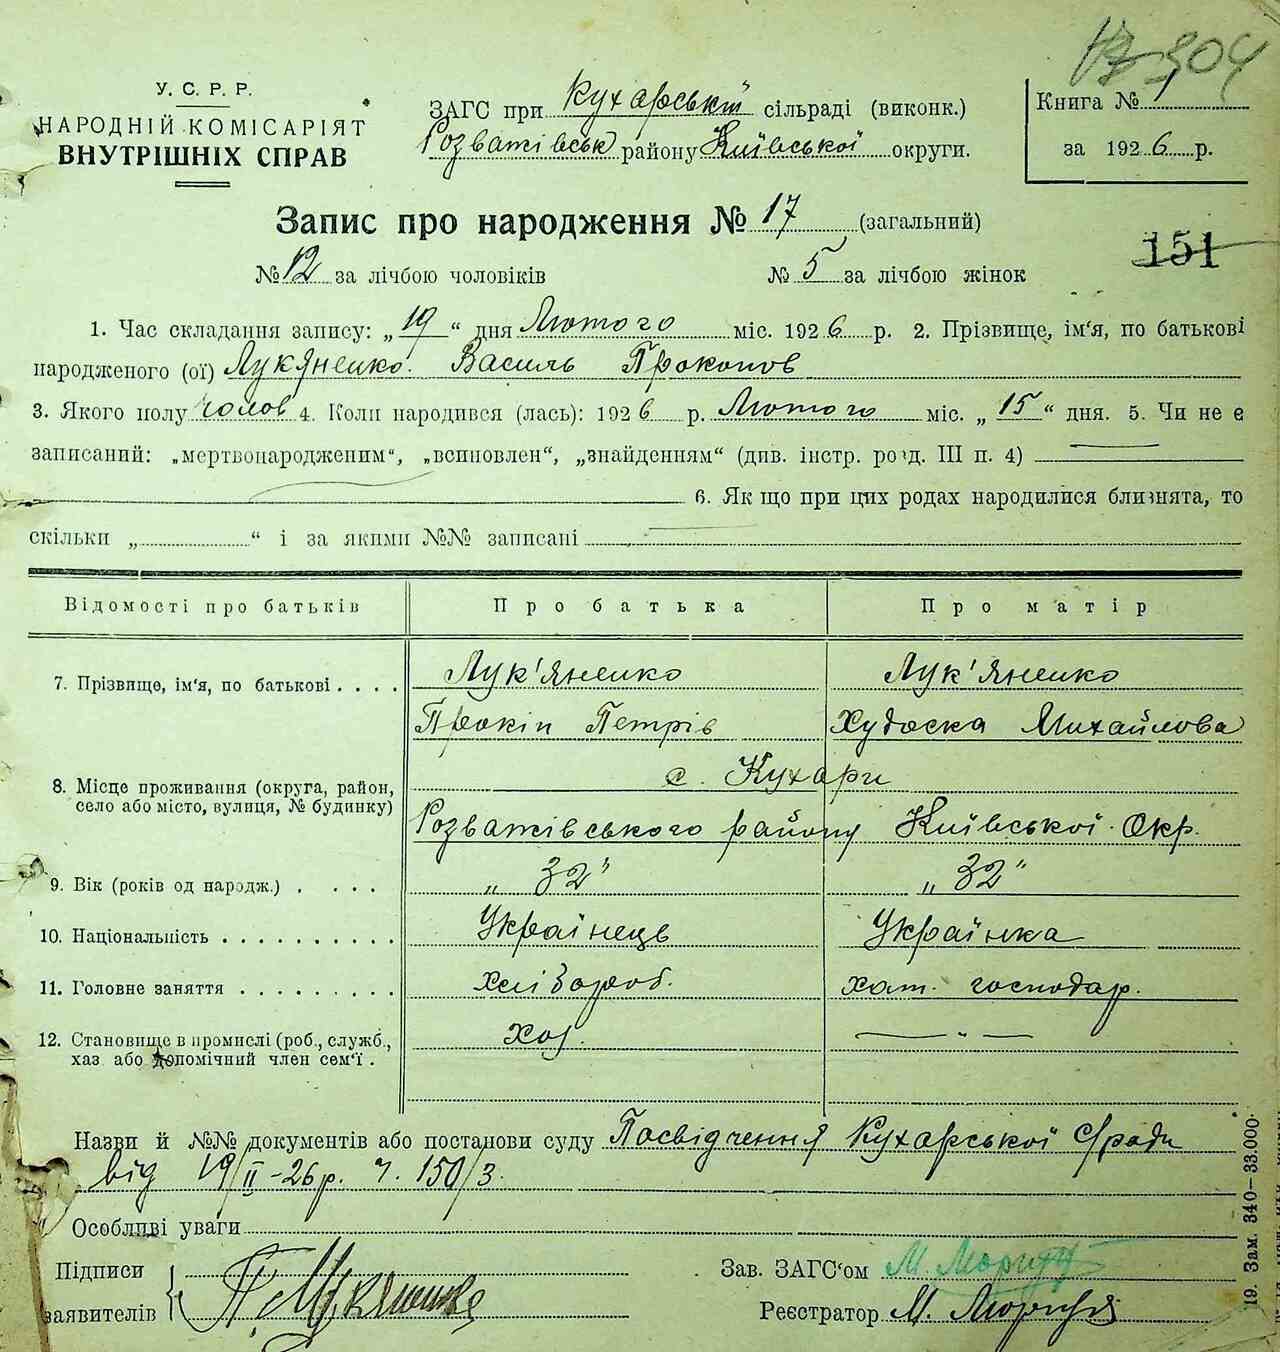 У. С. Р. Р.
НАРОДНІЙ КОМІСАРІЯТ
ВНУТРІШНІХ СПРАВ
ЗАГС при Кухарській сільраді (виконк.)
Розважівськ району Київської округи.
304
Книга № 1
за 1926 р.
Запис про народження № 17 (загальний)
№ 12 за лічбою чоловіків № 5 за лічбою жінок
151
1. Час складання запису: „19“ дня Лютого міс. 1926 р. 2. Прізвище, ім‘я, по батькові
народженого (ої) Лукяненко Василь Прокопов
3. Якого полу чолов 4. Коли народився (лась): 1926 р. Лютого міс. „15“ дня. 5. Чи не є
записаний: „мертвонародженим“, „всиновлен“, „знайденням“ (див. інстр. розд. III п. 4)
6. Як що при цих родах народилися близнята, то
скільки „ “ і за якими №№ записані
Відомості про батьків Про батька Про матір
7. Прізвище, ім‘я, по батькові . . . . Лук'яненко Лук'яненко
Прокіп Петрів Худоска Михайлова
8. Місце проживання (округа, район, с. Кухари
село або місто, вулиця, № будинку)
Розважівського району Київської Окр.
9. Вік (років од народж.) . . . . „32" „32"
10. Національність . . . . . . . . . . Українець Українка
11. Головне заняття . . . . . . . . . Хлібороб. хат. господар.
12. Становище в промислі (роб., служб., Хоз. — " —
хаз або допомічний член сем‘ї .
Назви й №№ документів або постанови суду Посвідчення Кухарської с/ради
від 19/II-26 р. ч. 150/3.
Особливі уваги
Підписи Зав. ЗАГС‘ом М.
заявителів П. Лукяненко Реєстратор М.
19. Зам. 340—33.000.